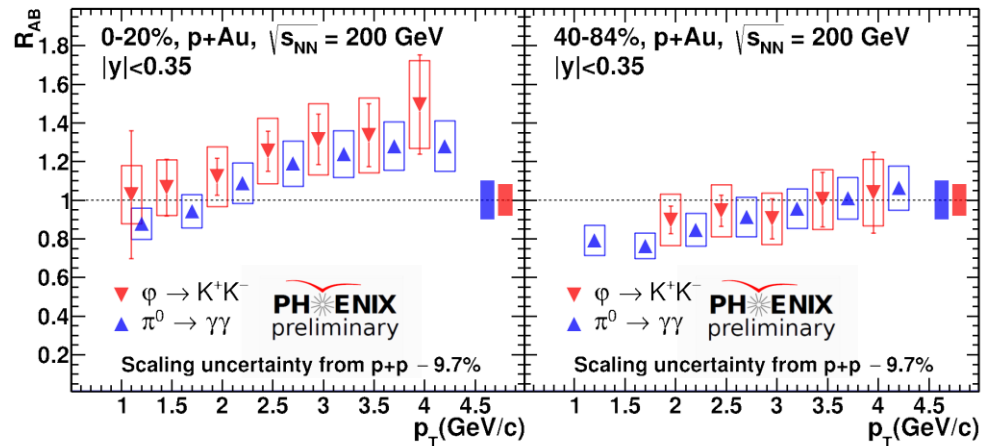 R_AB
1.8
1.6
1.4
1.2
1
0.8
0.6
0.4
0.2
0-20%, p+Au, √s_NN = 200 GeV
|y|<0.35
φ → K⁺K⁻
π⁰ → γγ
PHENIX
preliminary
Scaling uncertainty from p+p – 9.7%
1 1.5 2 2.5 3 3.5 4 4.5
p_T(GeV/c)
40-84%, p+Au, √s_NN = 200 GeV
|y|<0.35
φ → K⁺K⁻
π⁰ → γγ
PHENIX
preliminary
Scaling uncertainty from p+p – 9.7%
1 1.5 2 2.5 3 3.5 4 4.5
p_T(GeV/c)